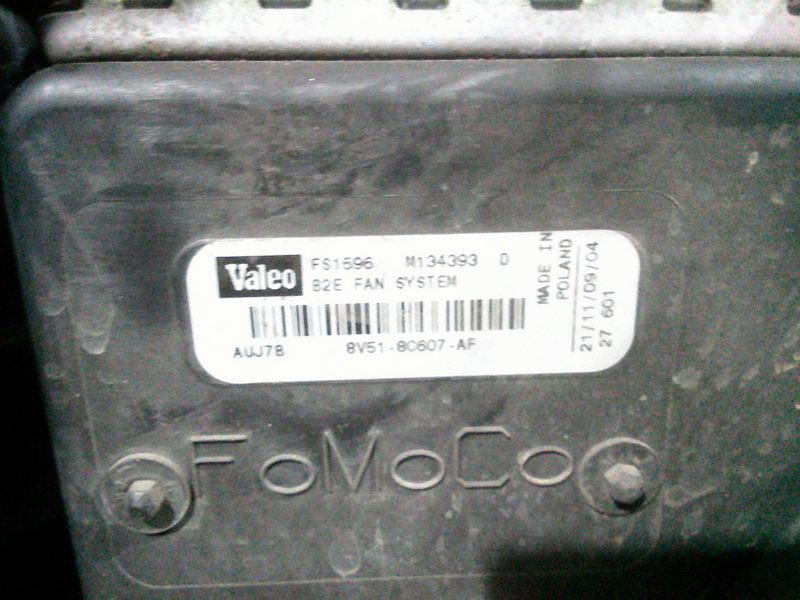 Valeo
FS1596 M134393 D
B2E FAN SYSTEM
AUJ7B 8V51-8C607-AF
MADE IN
POLAND
21/11/09/04
27 601
FoMoCo